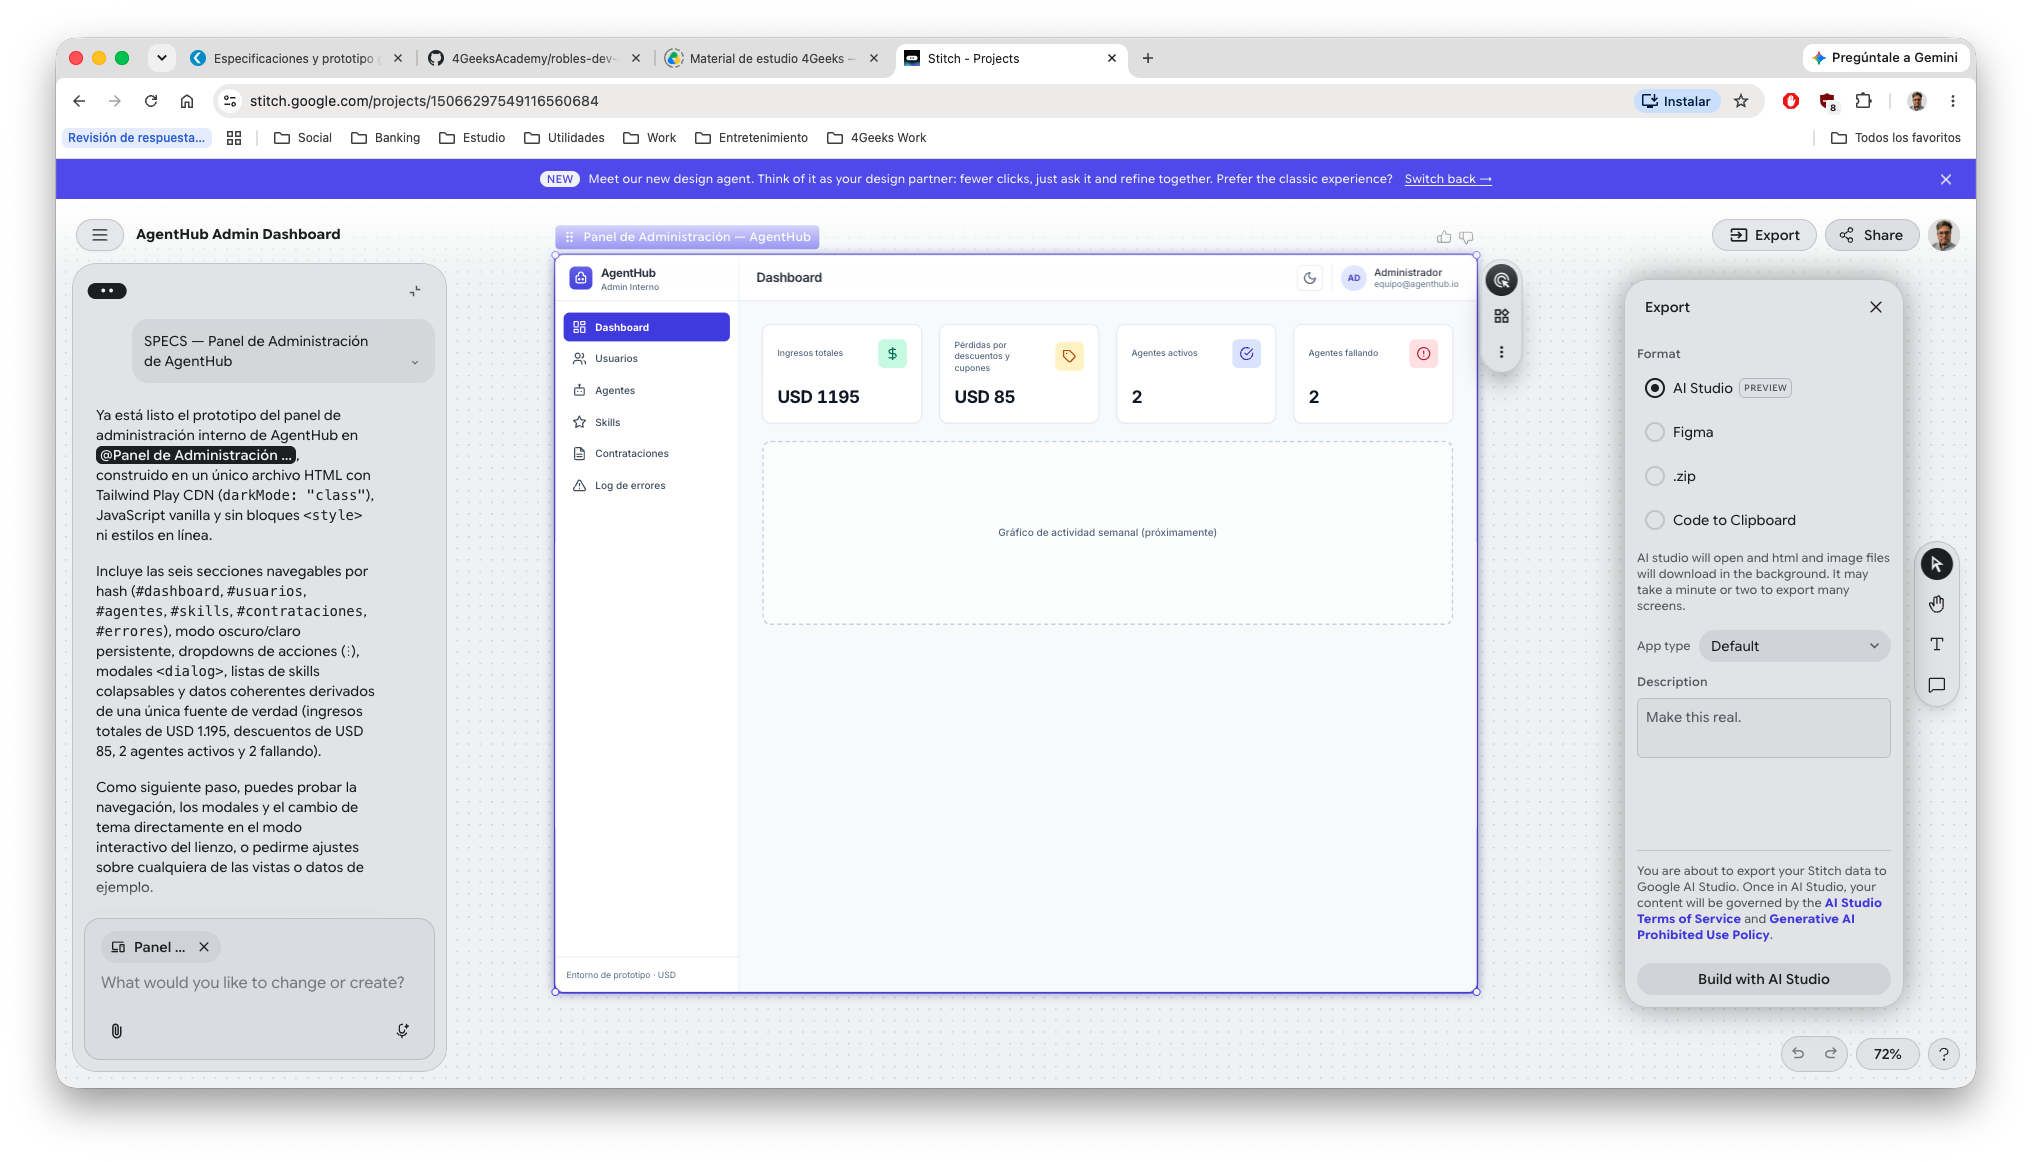 Especificaciones y prototipo
4GeeksAcademy/robles-dev-
Material de estudio 4Geeks –
Stitch - Projects
Pregúntale a Gemini
stitch.google.com/projects/15066297549116560684
Instalar
8
Revisión de respuesta...
Social
Banking
Estudio
Utilidades
Work
Entretenimiento
4Geeks Work
Todos los favoritos
NEW Meet our new design agent. Think of it as your design partner: fewer clicks, just ask it and refine together. Prefer the classic experience? Switch back →
AgentHub Admin Dashboard
Export
Share
SPECS — Panel de Administración
de AgentHub
Ya está listo el prototipo del panel de
administración interno de AgentHub en
@Panel de Administración ... ,
construido en un único archivo HTML con
Tailwind Play CDN (darkMode: "class"),
JavaScript vanilla y sin bloques <style>
ni estilos en línea.
Incluye las seis secciones navegables por
hash (#dashboard, #usuarios,
#agentes, #skills, #contrataciones,
#errores), modo oscuro/claro
persistente, dropdowns de acciones (⋮),
modales <dialog>, listas de skills
colapsables y datos coherentes derivados
de una única fuente de verdad (ingresos
totales de USD 1.195, descuentos de USD
85, 2 agentes activos y 2 fallando).
Como siguiente paso, puedes probar la
navegación, los modales y el cambio de
tema directamente en el modo
interactivo del lienzo, o pedirme ajustes
sobre cualquiera de las vistas o datos de
ejemplo.
Panel ...
What would you like to change or create?
Panel de Administración — AgentHub
AgentHub
Admin Interno
Dashboard
AD
Administrador
equipo@agenthub.io
Dashboard
Usuarios
Agentes
Skills
Contrataciones
Log de errores
Entorno de prototipo · USD
Ingresos totales
USD 1195
Pérdidas por
descuentos y
cupones
USD 85
Agentes activos
2
Agentes fallando
2
Gráfico de actividad semanal (próximamente)
Export
Format
AI Studio PREVIEW
Figma
.zip
Code to Clipboard
AI studio will open and html and image files
will download in the background. It may
take a minute or two to export many
screens.
App type Default
Description
Make this real.
You are about to export your Stitch data to
Google AI Studio. Once in AI Studio, your
content will be governed by the AI Studio
Terms of Service and Generative AI
Prohibited Use Policy.
Build with AI Studio
72%
?